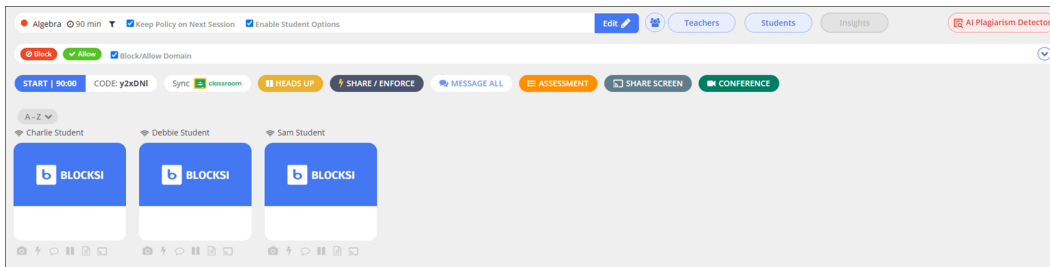 Algebra 90 min Keep Policy on Next Session Enable Student Options Edit Teachers Students Insights AI Plagiarism Detector
Block Allow Block/Allow Domain
START | 90:00 CODE: y2xDNl Sync classroom HEADS UP SHARE / ENFORCE MESSAGE ALL ASSESSMENT SHARE SCREEN CONFERENCE
A - Z
Charlie Student Debbie Student Sam Student
BLOCKSI BLOCKSI BLOCKSI